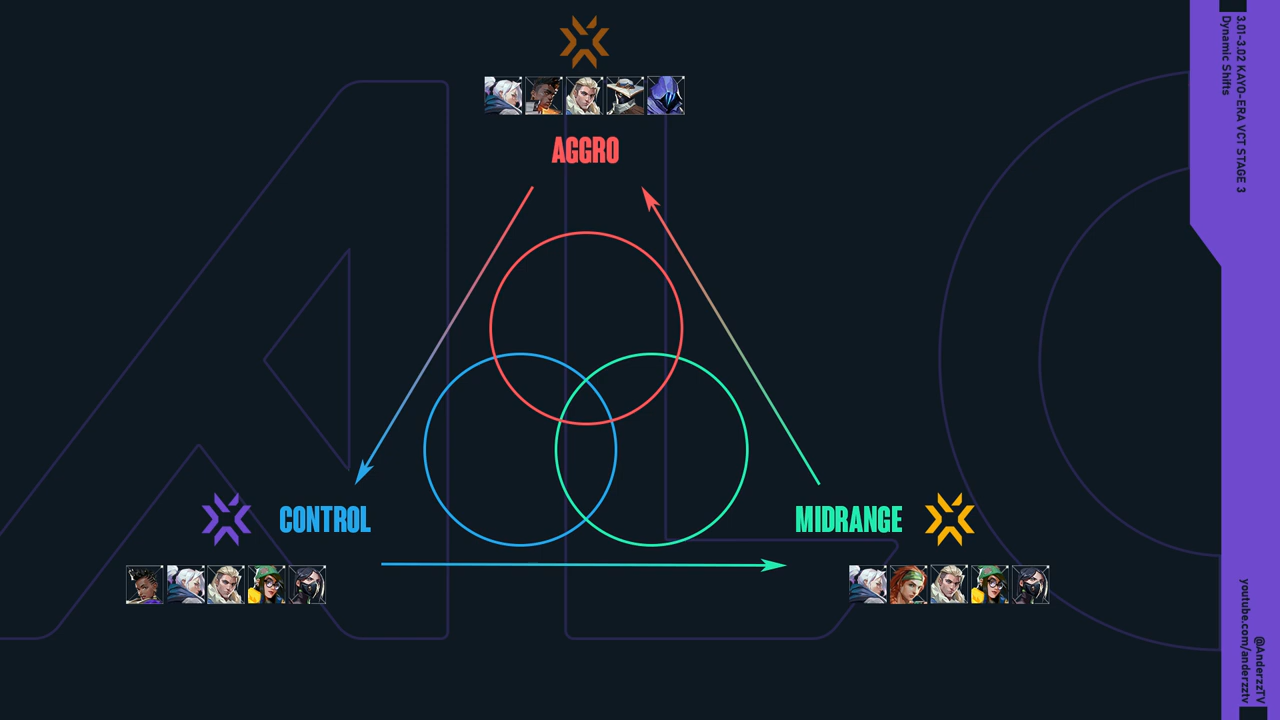 AGGRO
CONTROL
MIDRANGE
3.01-3.02 KAYO-ERA VCT STAGE 3
Dynamic Shifts
@AnderzzTV
youtube.com/anderzztv